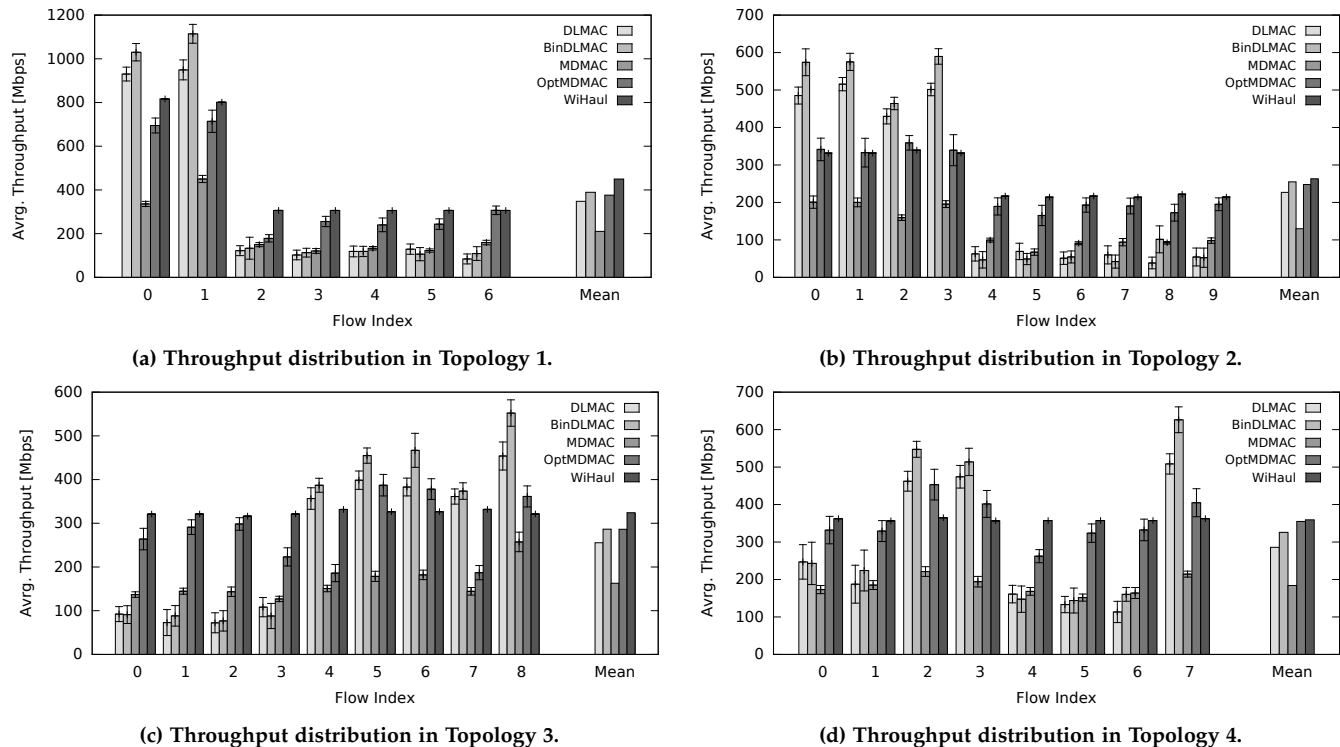 1200
1000
800
600
400
200
0
Avrg. Throughput [Mbps]
DLMAC
BinDLMAC
MDMAC
OptMDMAC
WiHaul
0 1 2 3 4 5 6 Mean
Flow Index
(a) Throughput distribution in Topology 1.
700
600
500
400
300
200
100
0
Avrg. Throughput [Mbps]
DLMAC
BinDLMAC
MDMAC
OptMDMAC
WiHaul
0 1 2 3 4 5 6 7 8 9 Mean
Flow Index
(b) Throughput distribution in Topology 2.
600
500
400
300
200
100
0
Avrg. Throughput [Mbps]
DLMAC
BinDLMAC
MDMAC
OptMDMAC
WiHaul
0 1 2 3 4 5 6 7 8 Mean
Flow Index
(c) Throughput distribution in Topology 3.
700
600
500
400
300
200
100
0
Avrg. Throughput [Mbps]
DLMAC
BinDLMAC
MDMAC
OptMDMAC
WiHaul
0 1 2 3 4 5 6 7 Mean
Flow Index
(d) Throughput distribution in Topology 4.